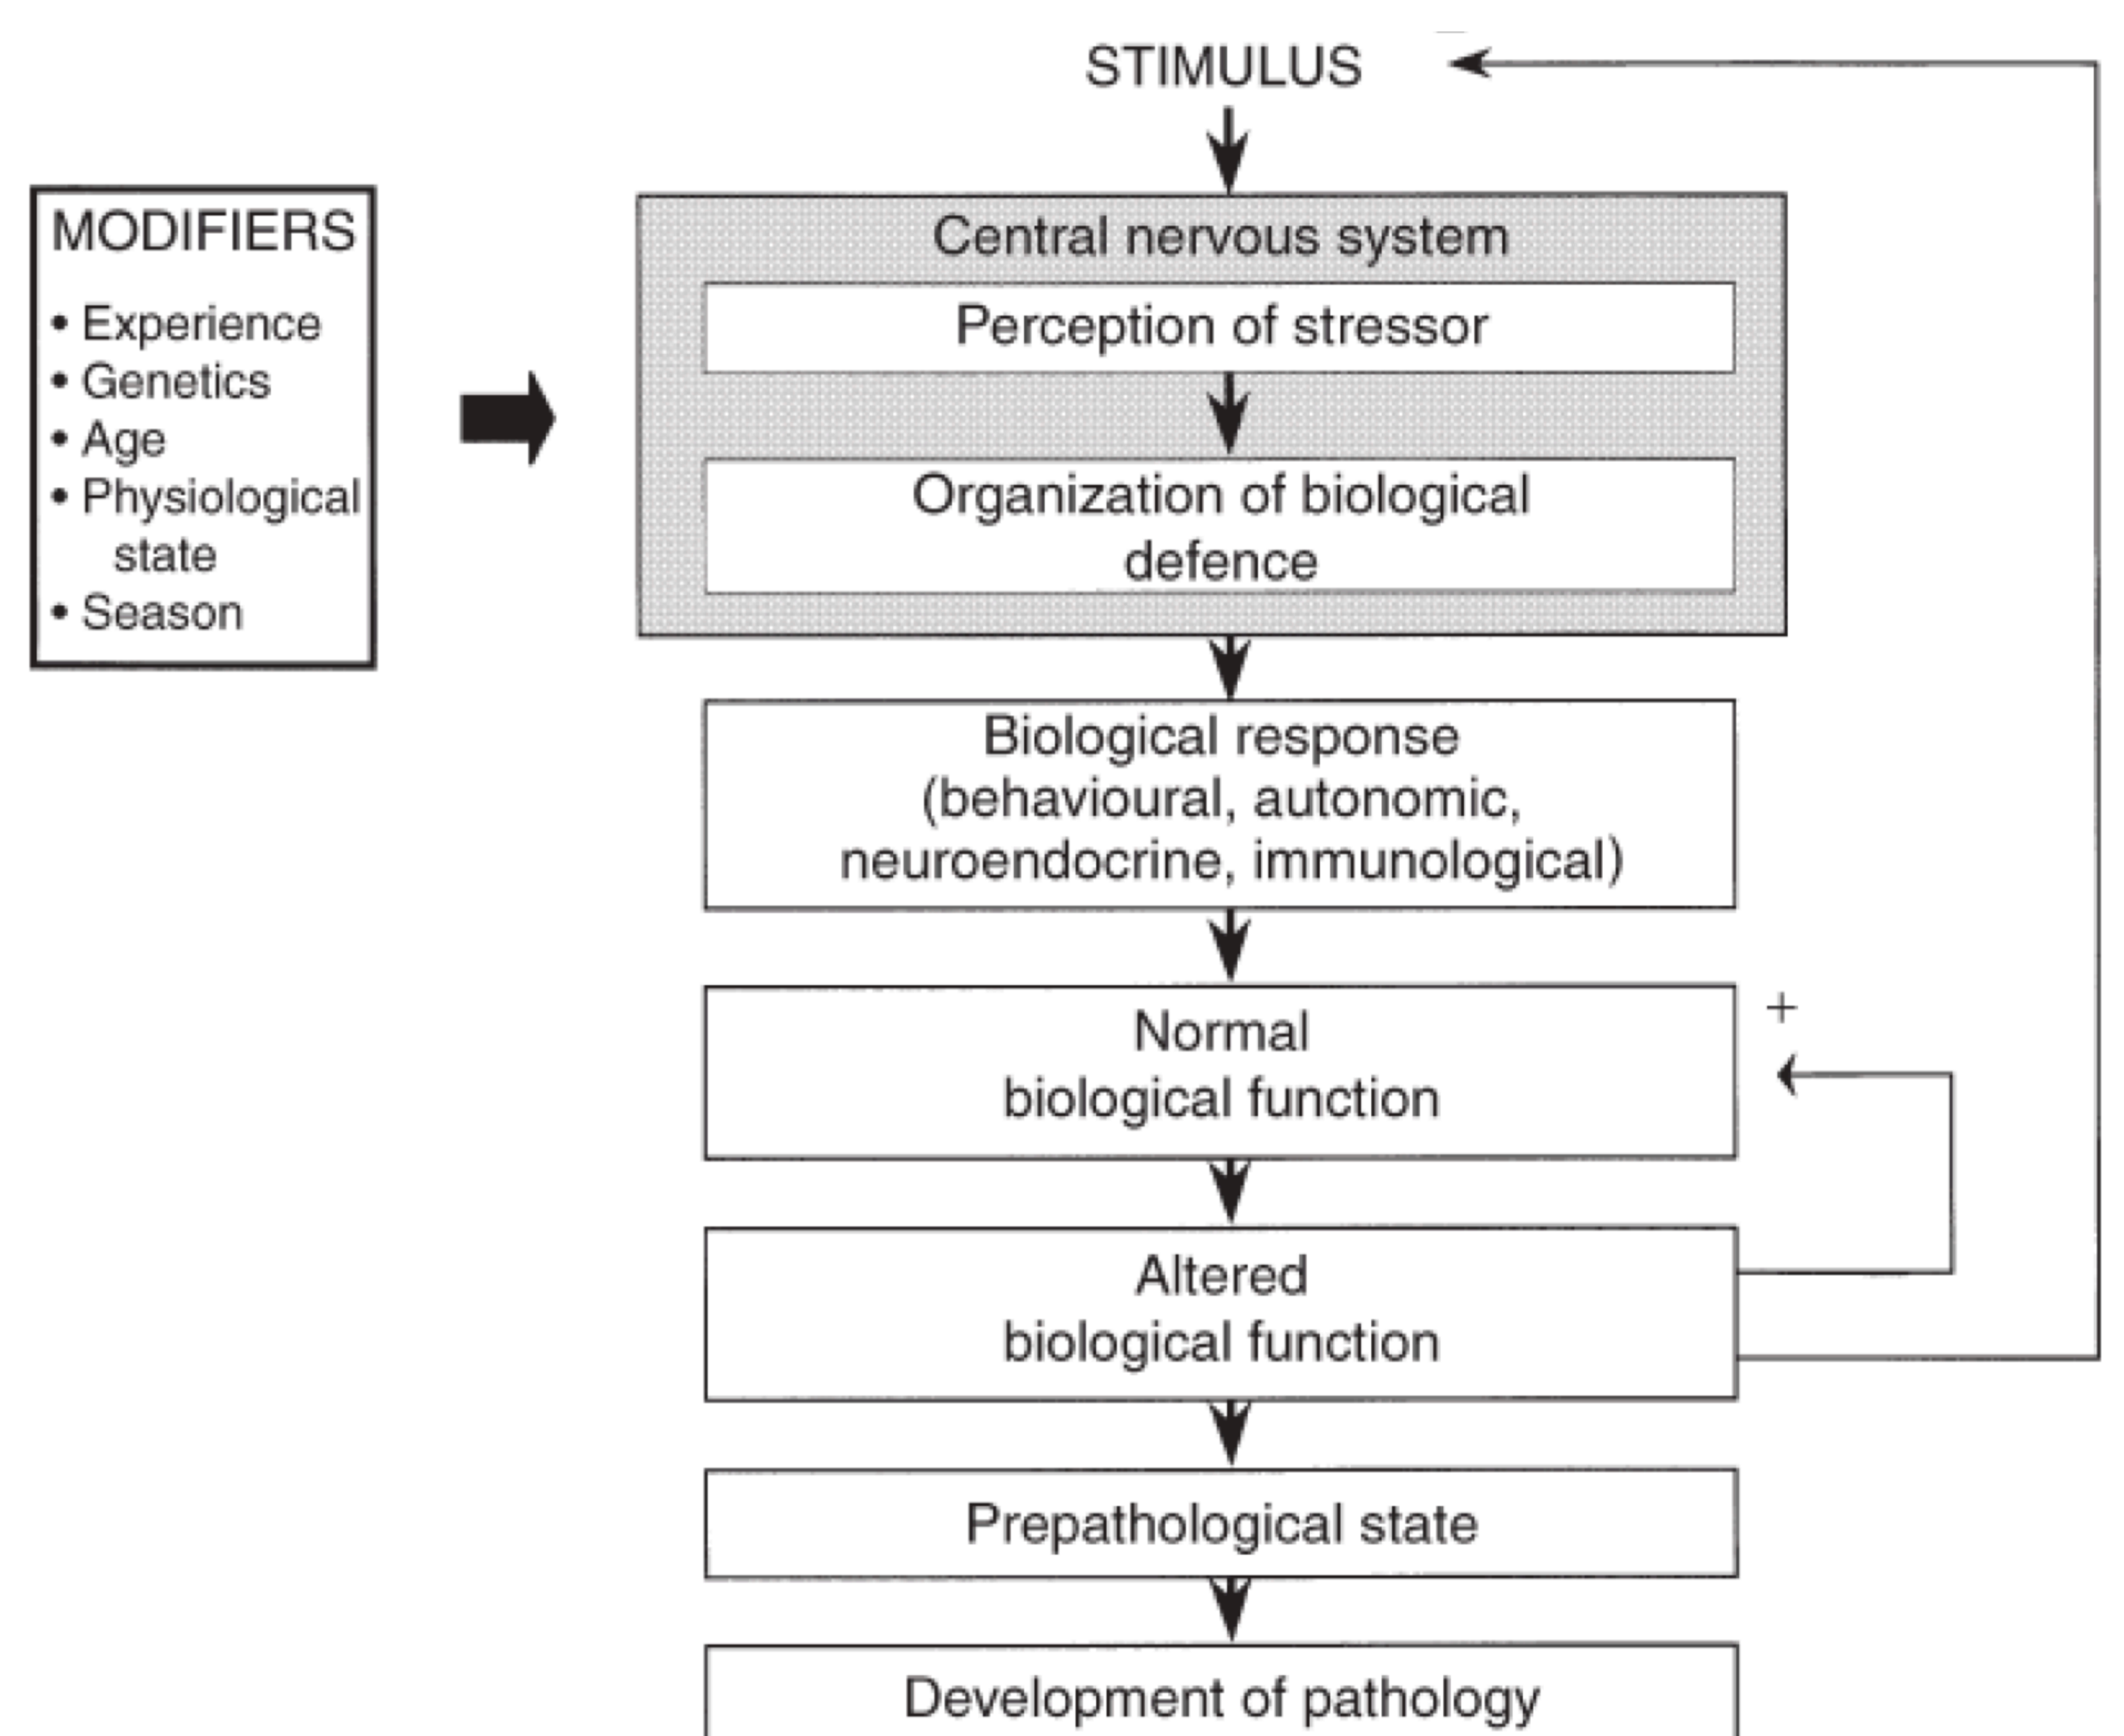 STIMULUS
MODIFIERS
• Experience
• Genetics
• Age
• Physiological
state
• Season
Central nervous system
Perception of stressor
Organization of biological
defence
Biological response
(behavioural, autonomic,
neuroendocrine, immunological)
Normal
biological function
+
Altered
biological function
Prepathological state
Development of pathology